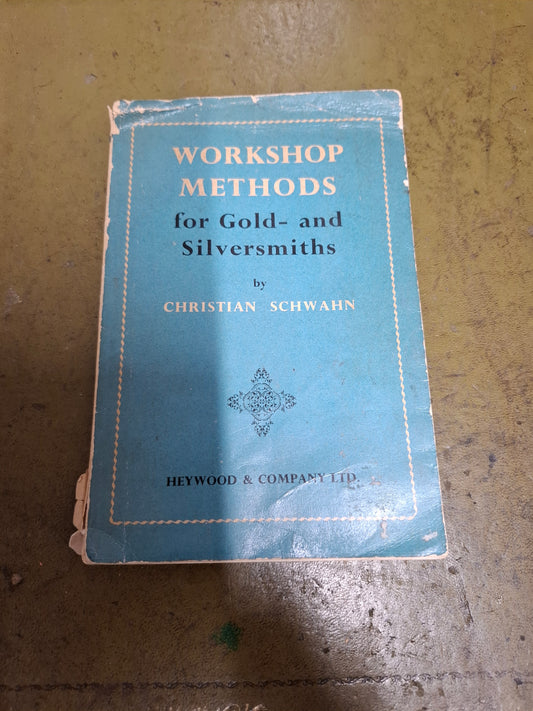 WORKSHOP
METHODS
for Gold- and
Silversmiths
by
CHRISTIAN SCHWAHN
HEYWOOD & COMPANY LTD.